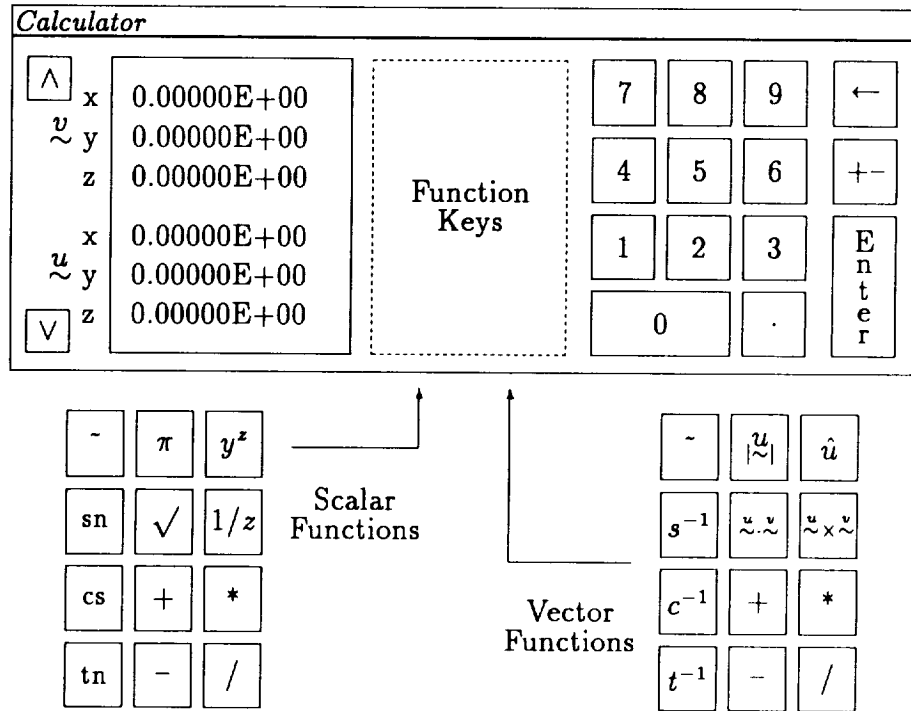 Calculator
∧
x 0.00000E+00
v y 0.00000E+00
~
z 0.00000E+00
x 0.00000E+00
u y 0.00000E+00
~
z 0.00000E+00
∨
Function
Keys
7 8 9 ←
4 5 6 +−
1 2 3
0 .
Enter
~ π y^z
sn √ 1/z
cs + *
tn − /
Scalar
Functions
~ |ṵ| û
s⁻¹ ṵ·v̰ ṵ×v̰
c⁻¹ + *
t⁻¹ − /
Vector
Functions